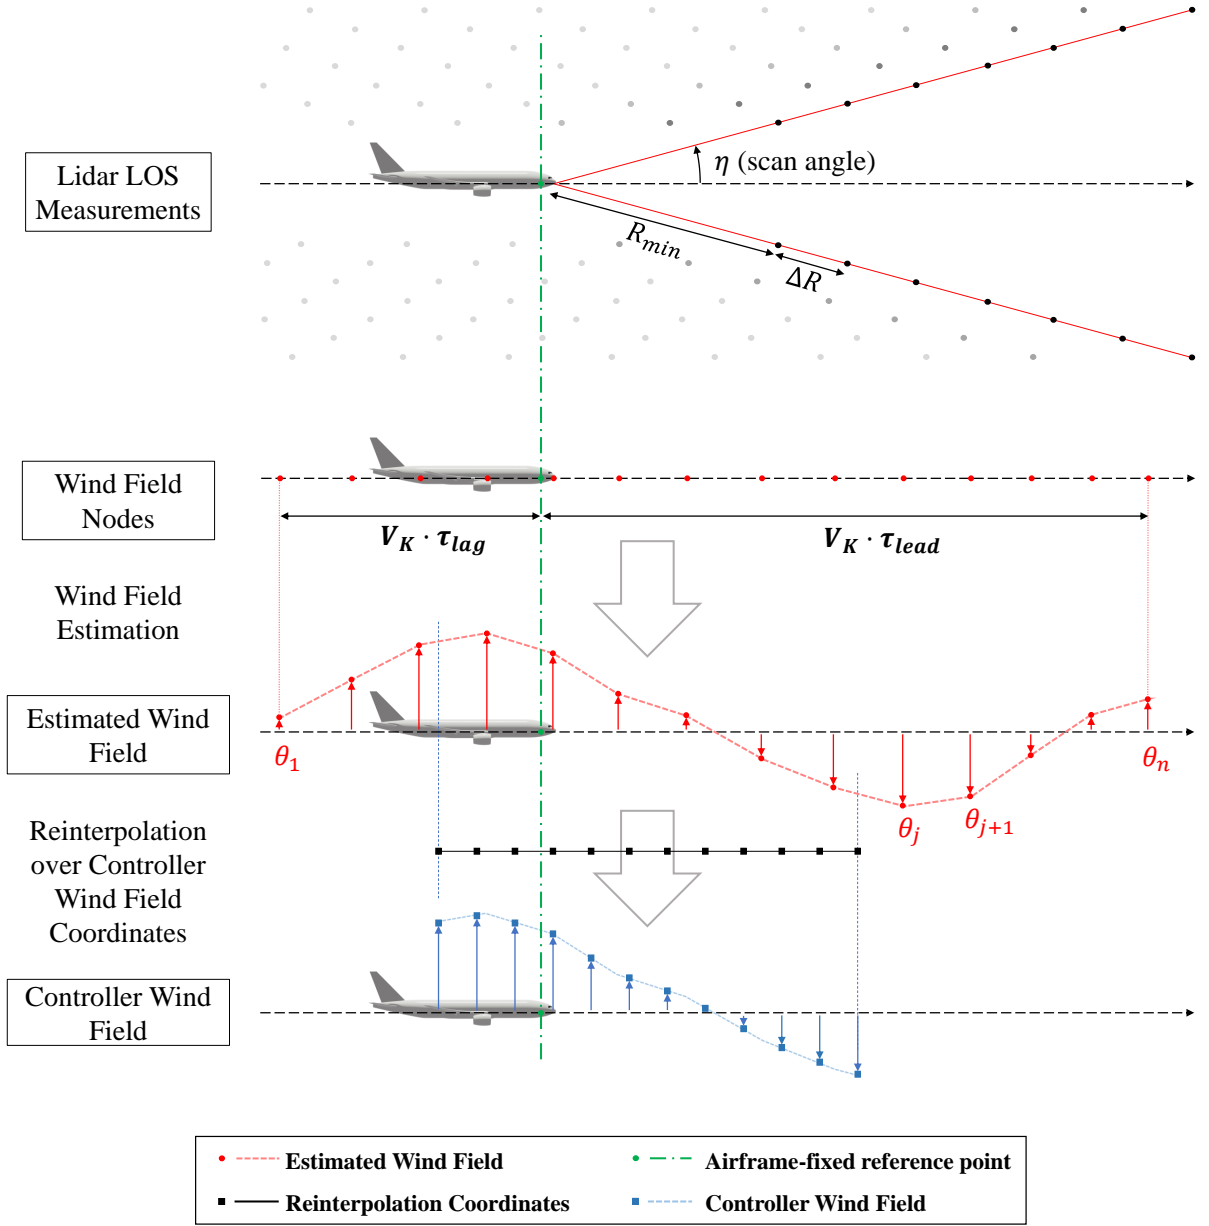 Lidar LOS
Measurements
η (scan angle)
R_min
ΔR
Wind Field
Nodes
V_K · τ_lag
V_K · τ_lead
Wind Field
Estimation
Estimated Wind
Field
θ_1
θ_n
θ_j
θ_{j+1}
Reinterpolation
over Controller
Wind Field
Coordinates
Controller Wind
Field
Estimated Wind Field
Airframe-fixed reference point
Reinterpolation Coordinates
Controller Wind Field